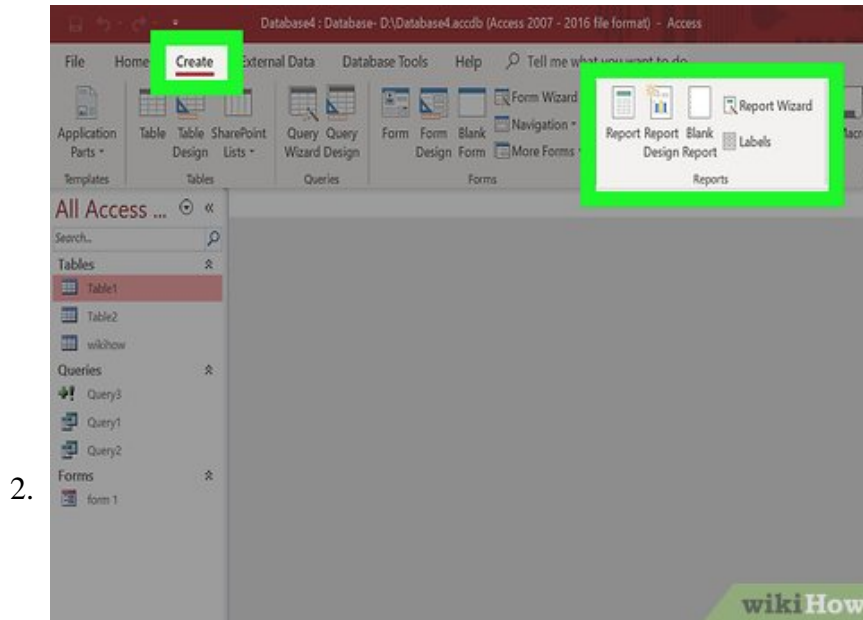 Database4 : Database- D:\Database4.accdb (Access 2007 - 2016 file format) - Access
File Home Create External Data Database Tools Help Tell me what you want to do
Application Parts
Table
Table Design
SharePoint Lists
Query Wizard
Query Design
Form
Form Design
Blank Form
Form Wizard
Navigation
More Forms
Report
Report Design
Blank Report
Report Wizard
Labels
Templates Tables Queries Forms Reports
All Access ...
Search...
Tables
Table1
Table2
wikihow
Queries
Query3
Query1
Query2
Forms
2.
form 1
wikiHow